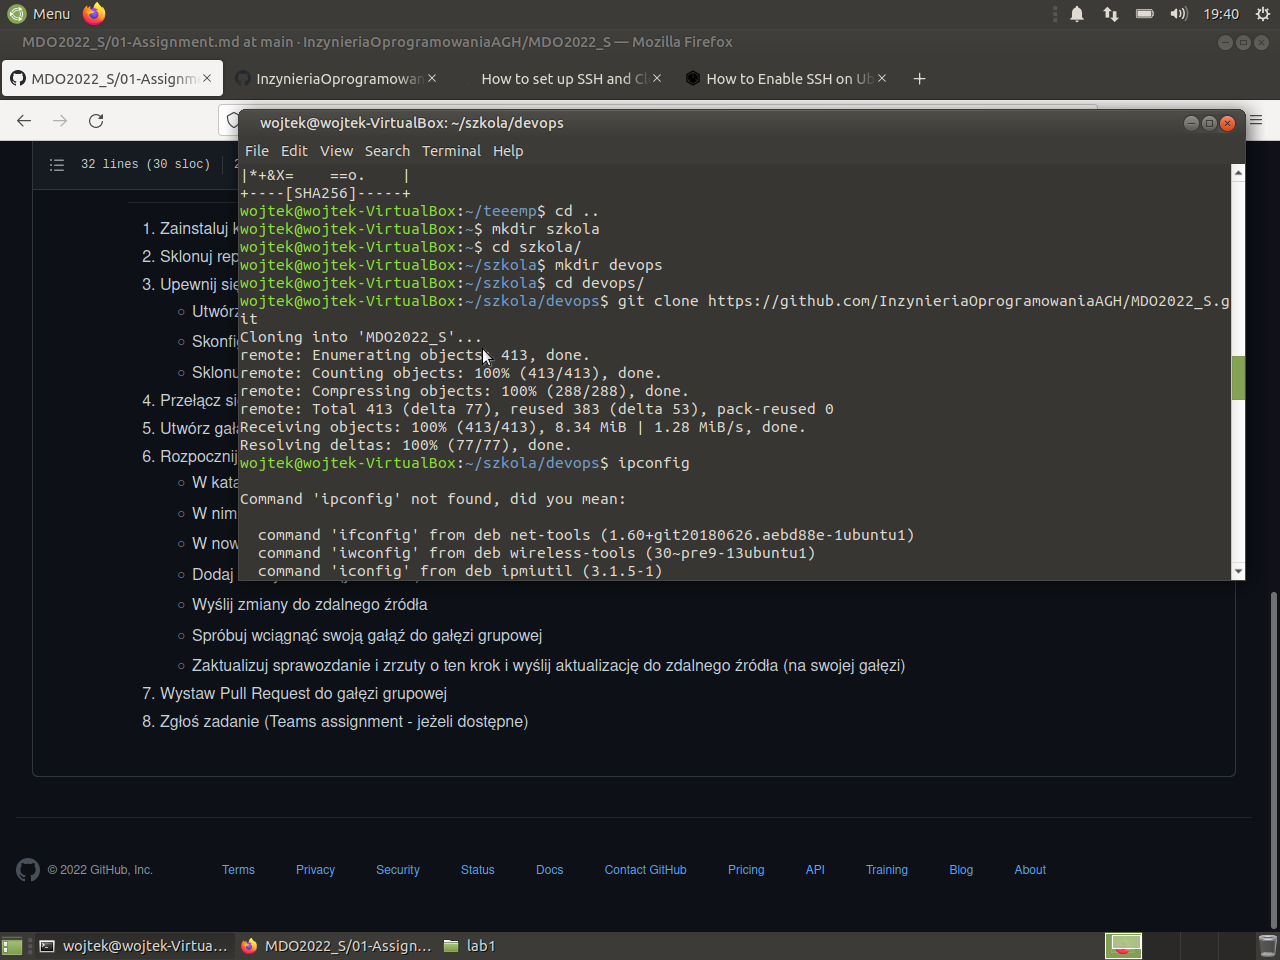 Menu
19:40
MDO2022_S/01-Assignment.md at main · InzynieriaOprogramowaniaAGH/MDO2022_S — Mozilla Firefox
MDO2022_S/01-Assignm
InzynieriaOprogramowan
How to set up SSH and Cl
How to Enable SSH on Ub
wojtek@wojtek-VirtualBox: ~/szkola/devops
File Edit View Search Terminal Help
|*+&X=    ==o.    |
+----[SHA256]-----+
wojtek@wojtek-VirtualBox:~/teeemp$ cd ..
wojtek@wojtek-VirtualBox:~$ mkdir szkola
wojtek@wojtek-VirtualBox:~$ cd szkola/
wojtek@wojtek-VirtualBox:~/szkola$ mkdir devops
wojtek@wojtek-VirtualBox:~/szkola$ cd devops/
wojtek@wojtek-VirtualBox:~/szkola/devops$ git clone https://github.com/InzynieriaOprogramowaniaAGH/MDO2022_S.g
it
Cloning into 'MDO2022_S'...
remote: Enumerating objects: 413, done.
remote: Counting objects: 100% (413/413), done.
remote: Compressing objects: 100% (288/288), done.
remote: Total 413 (delta 77), reused 383 (delta 53), pack-reused 0
Receiving objects: 100% (413/413), 8.34 MiB | 1.28 MiB/s, done.
Resolving deltas: 100% (77/77), done.
wojtek@wojtek-VirtualBox:~/szkola/devops$ ipconfig
Command 'ipconfig' not found, did you mean:
command 'ifconfig' from deb net-tools (1.60+git20180626.aebd88e-1ubuntu1)
command 'iwconfig' from deb wireless-tools (30~pre9-13ubuntu1)
command 'iconfig' from deb ipmiutil (3.1.5-1)
32 lines (30 sloc)
1. Zainstaluj k
2. Sklonuj rep
3. Upewnij się
○ Utwórz
○ Skonfi
○ Sklonu
4. Przełącz si
5. Utwórz gał
6. Rozpocznij
○ W kata
○ W nim
○ W now
○ Dodaj
○ Wyślij zmiany do zdalnego źródła
○ Spróbuj wciągnąć swoją gałąź do gałęzi grupowej
○ Zaktualizuj sprawozdanie i zrzuty o ten krok i wyślij aktualizację do zdalnego źródła (na swojej gałęzi)
7. Wystaw Pull Request do gałęzi grupowej
8. Zgłoś zadanie (Teams assignment - jeżeli dostępne)
© 2022 GitHub, Inc. Terms Privacy Security Status Docs Contact GitHub Pricing API Training Blog About
wojtek@wojtek-Virtua... MDO2022_S/01-Assign... lab1